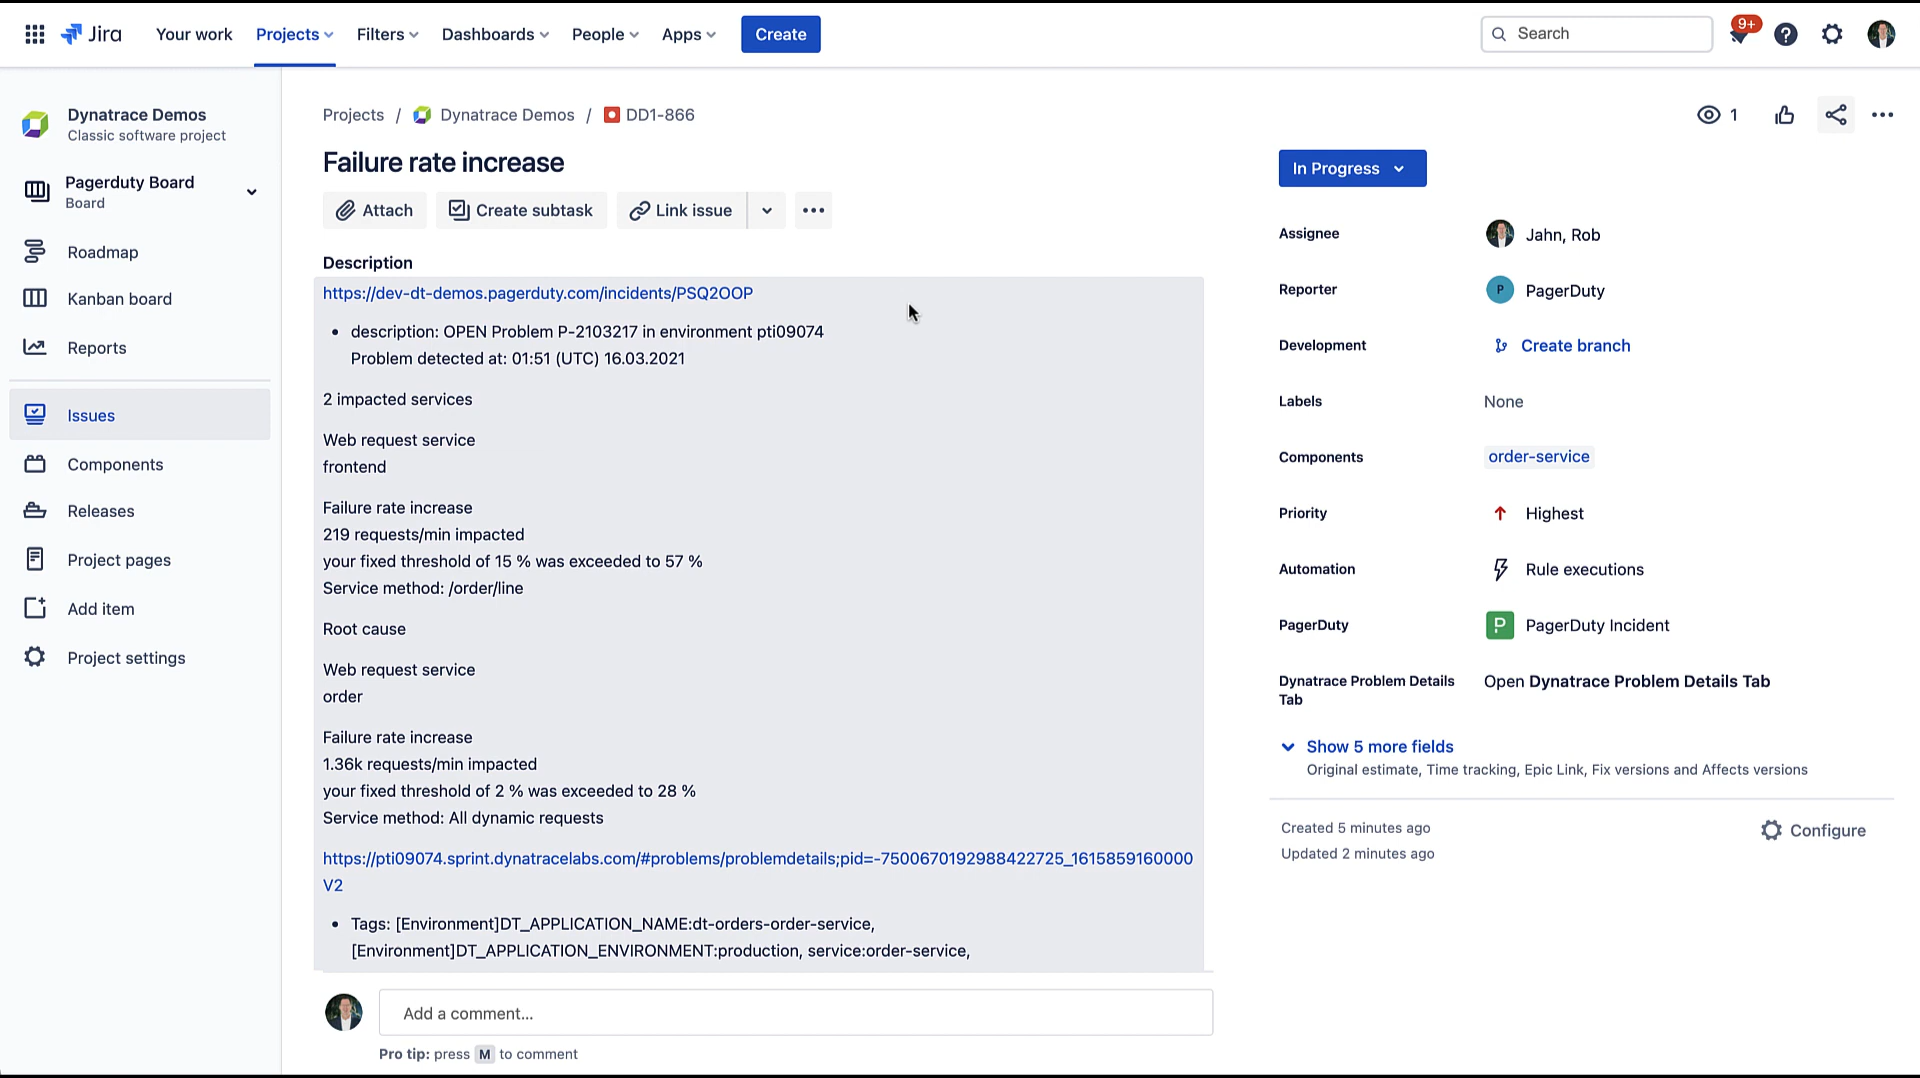 Jira
Your work
Projects
Filters
Dashboards
People
Apps
Create
Search
9+
Dynatrace Demos
Classic software project
Pagerduty Board
Board
Roadmap
Kanban board
Reports
Issues
Components
Releases
Project pages
Add item
Project settings
Projects / Dynatrace Demos / DD1-866
1
Failure rate increase
Attach
Create subtask
Link issue
Description
https://dev-dt-demos.pagerduty.com/incidents/PSQ2OOP
• description: OPEN Problem P-2103217 in environment pti09074
Problem detected at: 01:51 (UTC) 16.03.2021
2 impacted services
Web request service
frontend
Failure rate increase
219 requests/min impacted
your fixed threshold of 15 % was exceeded to 57 %
Service method: /order/line
Root cause
Web request service
order
Failure rate increase
1.36k requests/min impacted
your fixed threshold of 2 % was exceeded to 28 %
Service method: All dynamic requests
https://pti09074.sprint.dynatracelabs.com/#problems/problemdetails;pid=-7500670192988422725_1615859160000
V2
• Tags: [Environment]DT_APPLICATION_NAME:dt-orders-order-service,
[Environment]DT_APPLICATION_ENVIRONMENT:production, service:order-service,
Add a comment...
Pro tip: press M to comment
In Progress
Assignee
Jahn, Rob
Reporter
P
PagerDuty
Development
Create branch
Labels
None
Components
order-service
Priority
Highest
Automation
Rule executions
PagerDuty
P
PagerDuty Incident
Dynatrace Problem Details
Tab
Open Dynatrace Problem Details Tab
Show 5 more fields
Original estimate, Time tracking, Epic Link, Fix versions and Affects versions
Created 5 minutes ago
Updated 2 minutes ago
Configure